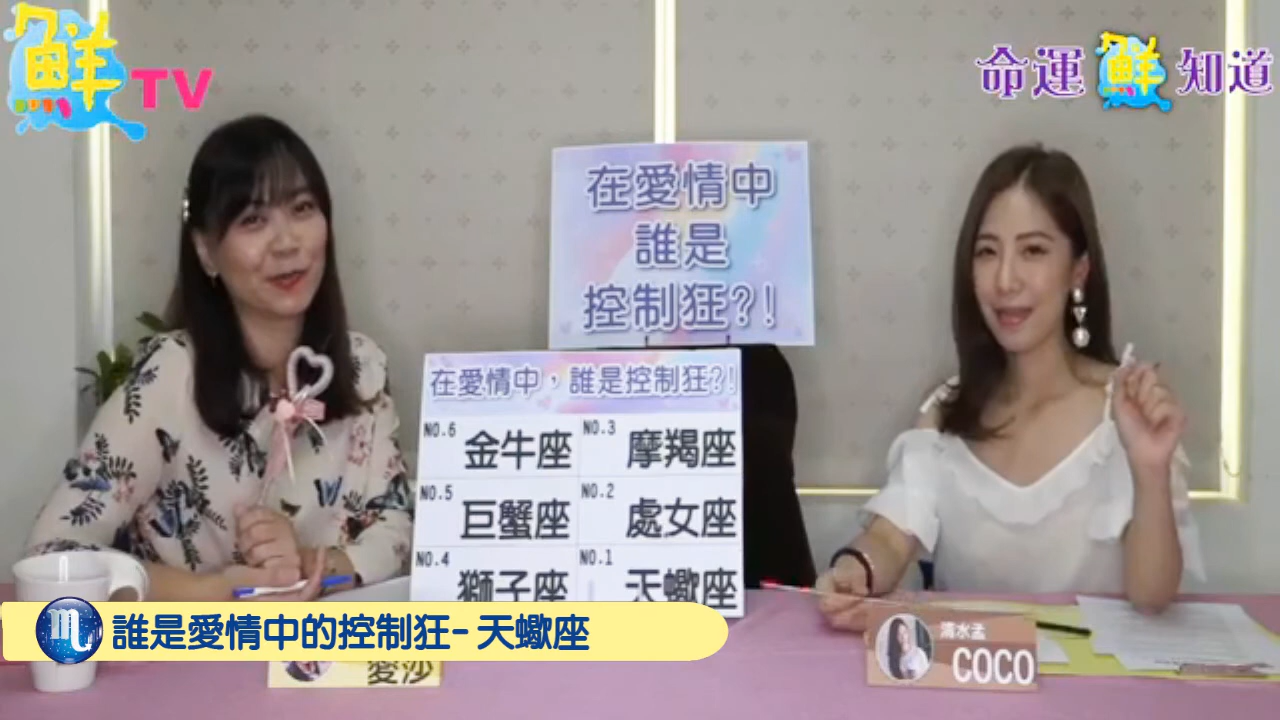 鮮TV
命運鮮知道
在愛情中
誰是
控制狂?!
在愛情中,誰是控制狂?!
NO.6 金牛座
NO.3 摩羯座
NO.5 巨蟹座
NO.2 處女座
NO.4 獅子座
NO.1 天蠍座
誰是愛情中的控制狂-天蠍座
愛莎
清水孟
COCO